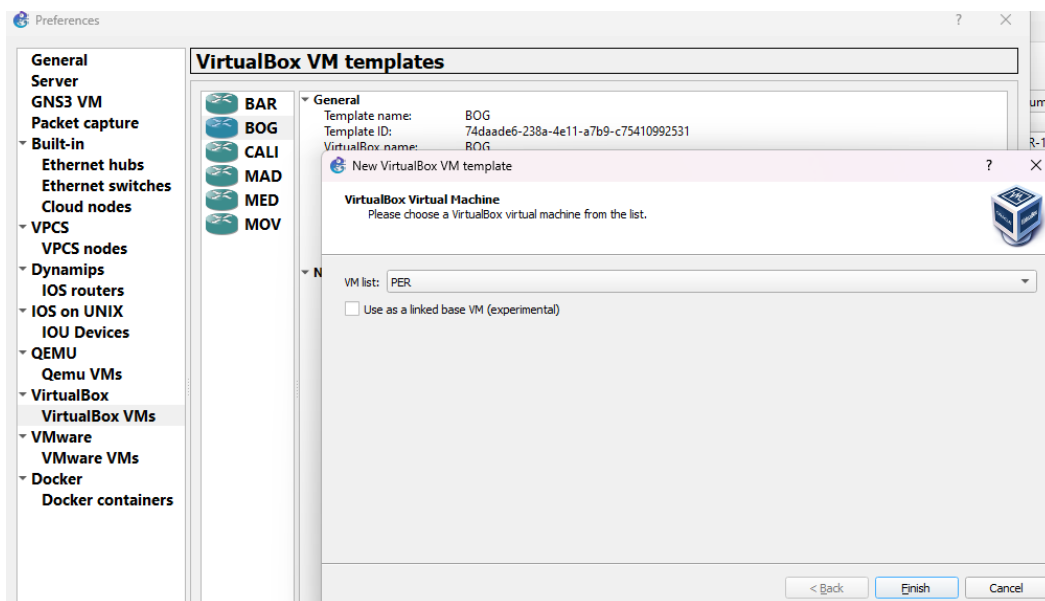 Preferences
?
General
Server
GNS3 VM
Packet capture
Built-in
Ethernet hubs
Ethernet switches
Cloud nodes
VPCS
VPCS nodes
Dynamips
IOS routers
IOS on UNIX
IOU Devices
QEMU
Qemu VMs
VirtualBox
VirtualBox VMs
VMware
VMware VMs
Docker
Docker containers
VirtualBox VM templates
BAR
BOG
CALI
MAD
MED
MOV
General
Template name: BOG
Template ID: 74daade6-238a-4e11-a7b9-c75410992531
VirtualBox name: BOG
N
New VirtualBox VM template
?
VirtualBox Virtual Machine
Please choose a VirtualBox virtual machine from the list.
VM list: PER
Use as a linked base VM (experimental)
< Back Finish Cancel
um
R-1